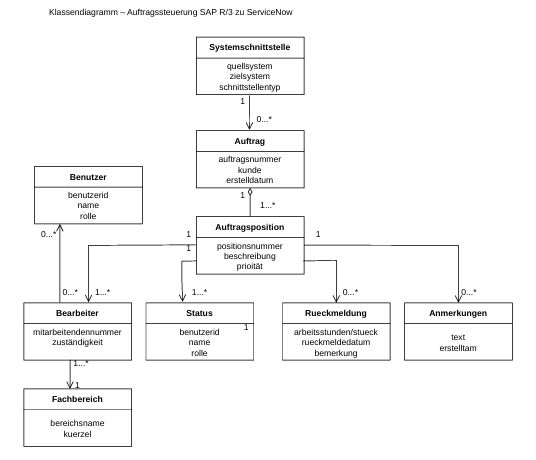 Klassendiagramm – Auftragssteuerung SAP R/3 zu ServiceNow
Systemschnittstelle
quellsystem
zielsystem
schnittstellentyp
1
0...*
Auftrag
auftragsnummer
kunde
erstelldatum
1
1...*
Benutzer
benutzerid
name
rolle
0...*
Auftragsposition
positionsnummer
beschreibung
prioität
1
1
1
0...*
1...*
1...*
0...*
0...*
Bearbeiter
mitarbeitendennummer
zuständigkeit
Status
benutzerid
name
rolle
1
Rueckmeldung
arbeitsstunden/stueck
rueckmeldedatum
bemerkung
Anmerkungen
text
erstelltam
1...*
1
Fachbereich
bereichsname
kuerzel